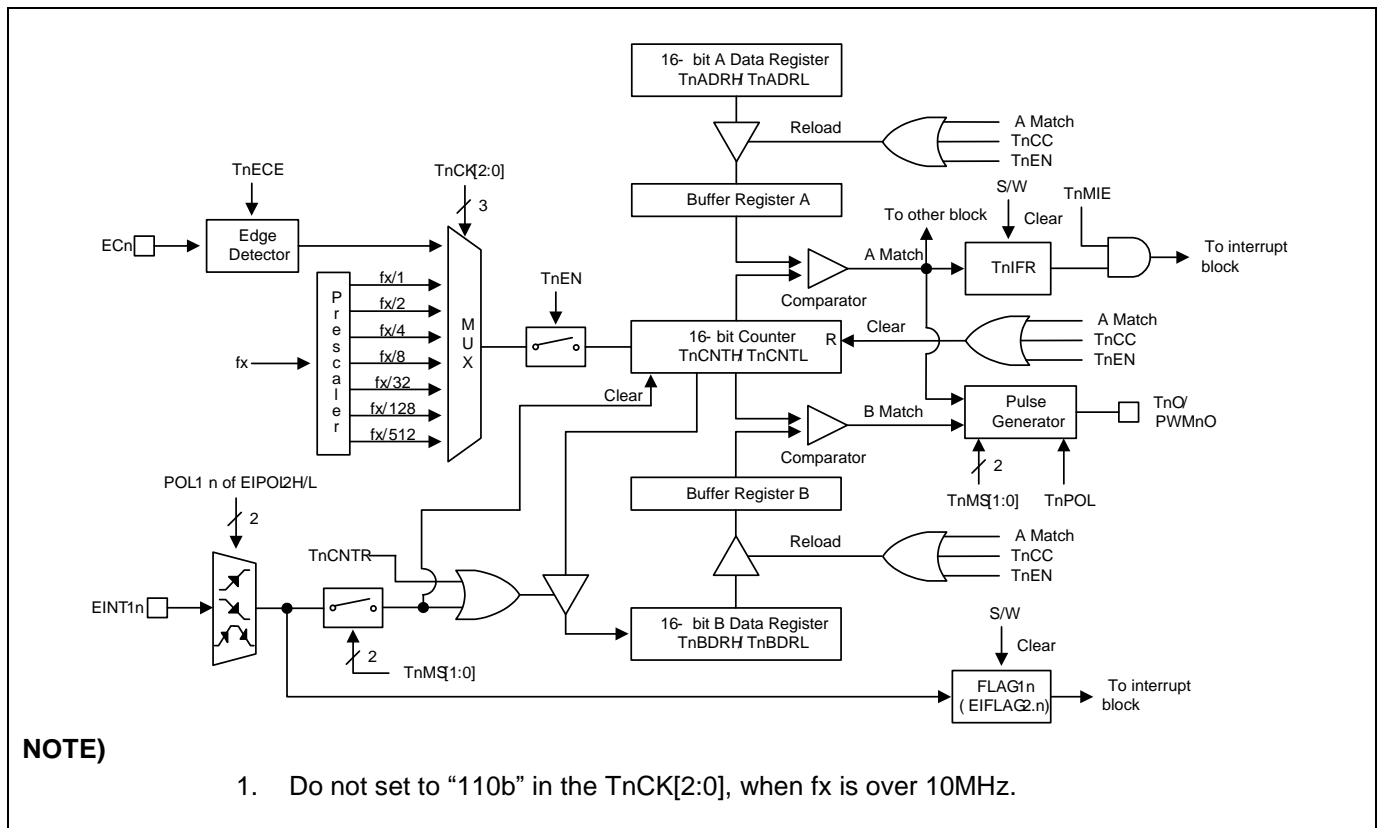 16- bit A Data Register
TnADRH/ TnADRL
Reload
A Match
TnCC
TnEN
TnECE
TnCK[2:0]
3
Buffer Register A
S/W
Clear
TnMIE
To other block
ECn
Edge
Detector
A Match
TnIFR
To interrupt
block
Comparator
Prescaler
fx/1
fx/2
fx/4
fx/8
fx/32
fx/128
fx/512
fx
MUX
TnEN
16- bit Counter
TnCNTH/ TnCNTL
R
Clear
A Match
TnCC
TnEN
Clear
B Match
Comparator
Pulse
Generator
TnO/
PWMnO
2
TnMS[1:0]
TnPOL
POL1 n of EIPOL2H/L
2
Buffer Register B
Reload
A Match
TnCC
TnEN
TnCNTR
EINT1n
2
TnMS[1:0]
16- bit B Data Register
TnBDRH/ TnBDRL
S/W
Clear
FLAG1n
( EIFLAG2.n)
To interrupt
block
NOTE)
1. Do not set to “110b” in the TnCK[2:0], when fx is over 10MHz.